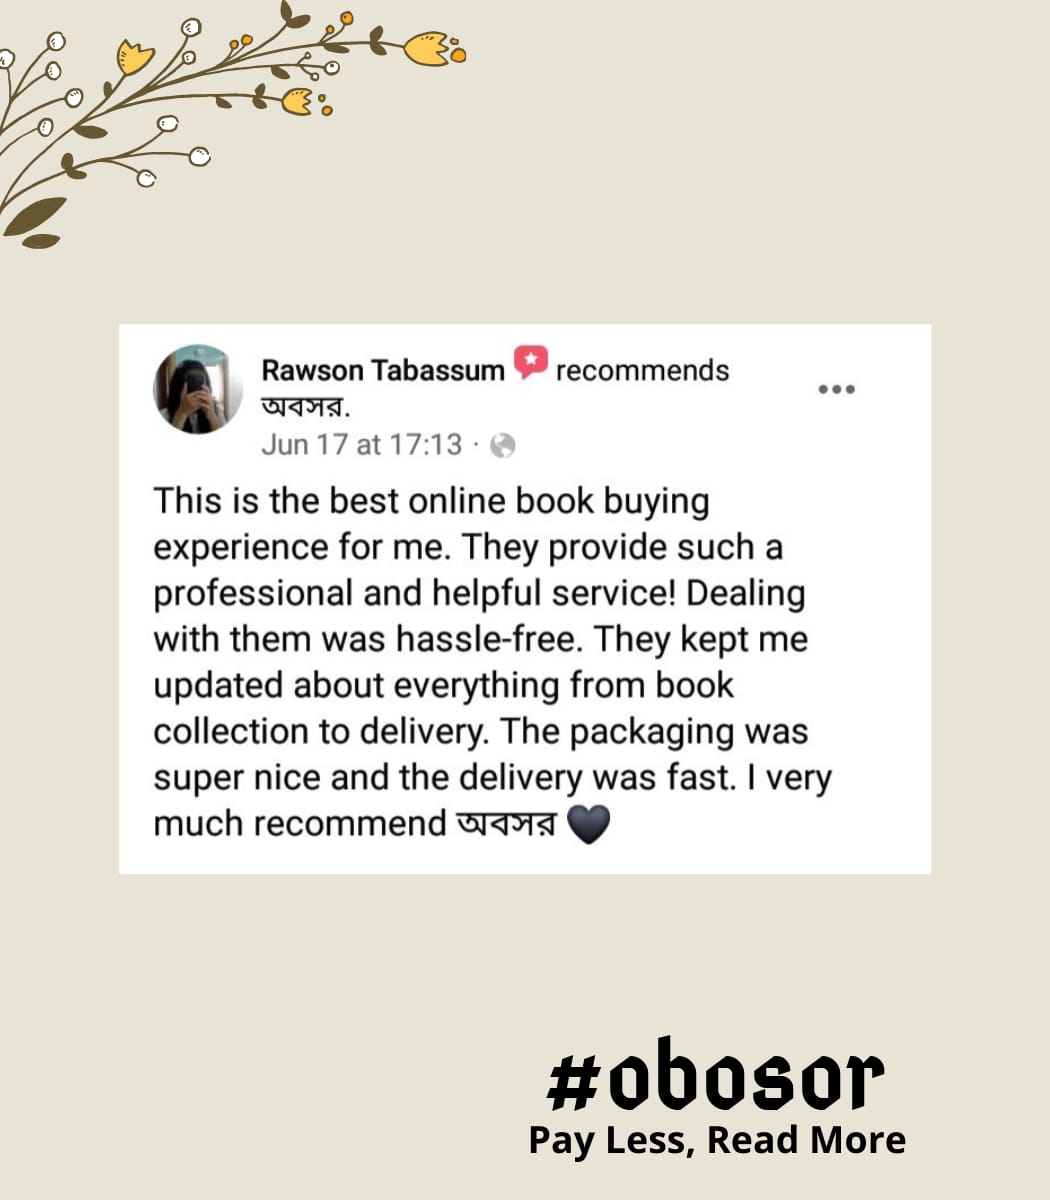 Rawson Tabassum recommends
অবসর.
Jun 17 at 17:13 ·
This is the best online book buying
experience for me. They provide such a
professional and helpful service! Dealing
with them was hassle-free. They kept me
updated about everything from book
collection to delivery. The packaging was
super nice and the delivery was fast. I very
much recommend অবসর 🖤
#obosor
Pay Less, Read More